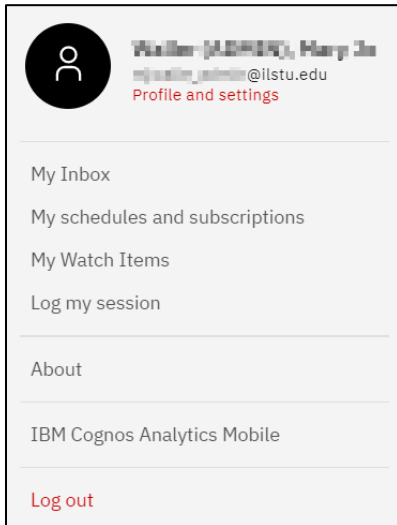 @ilstu.edu
Profile and settings
My Inbox
My schedules and subscriptions
My Watch Items
Log my session
About
IBM Cognos Analytics Mobile
Log out